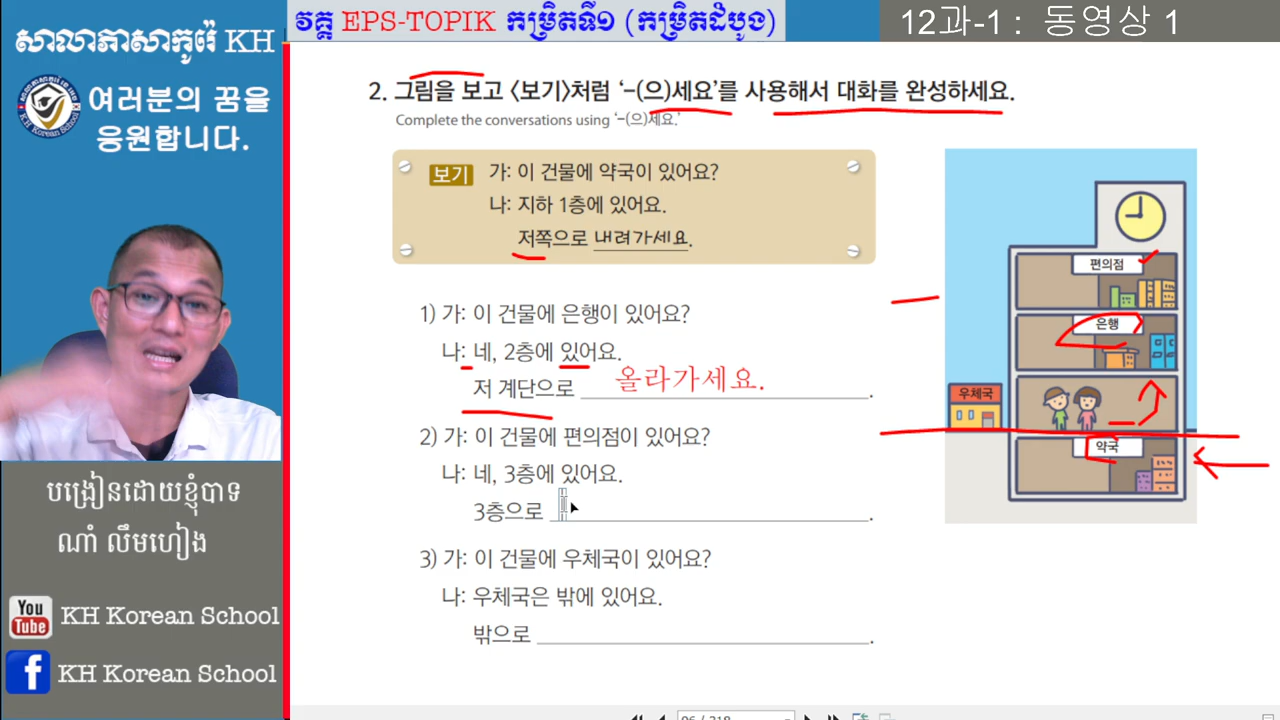 សាលាភាសាកូរ៉េ KH
វគ្គ EPS-TOPIK កម្រិតទី១ (កម្រិតដំបូង)
12과-1 : 동영상 1
여러분의 꿈을
응원합니다.
KH Korean School
បង្រៀនដោយខ្ញុំបាទ
ណាំ លឹមហៀង
You
Tube
KH Korean School
f
KH Korean School
2. 그림을 보고 〈보기〉처럼 ‘-(으)세요’를 사용해서 대화를 완성하세요.
Complete the conversations using ‘-(으)세요.’
보기
가: 이 건물에 약국이 있어요?
나: 지하 1층에 있어요.
저쪽으로 내려가세요.
1) 가: 이 건물에 은행이 있어요?
나: 네, 2층에 있어요.
저 계단으로 올라가세요.
2) 가: 이 건물에 편의점이 있어요?
나: 네, 3층에 있어요.
3층으로 .
3) 가: 이 건물에 우체국이 있어요?
나: 우체국은 밖에 있어요.
밖으로 .
편의점
은행
우체국
약국